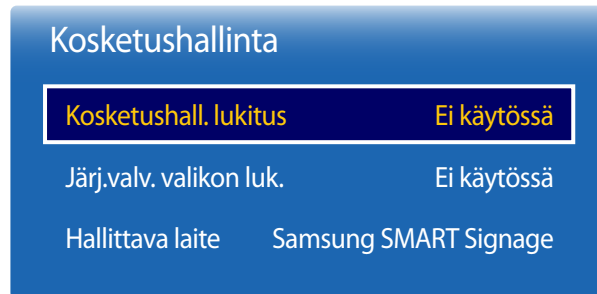 Kosketushallinta
Kosketushall. lukitus Ei käytössä
Järj.valv. valikon luk. Ei käytössä
Hallittava laite Samsung SMART Signage